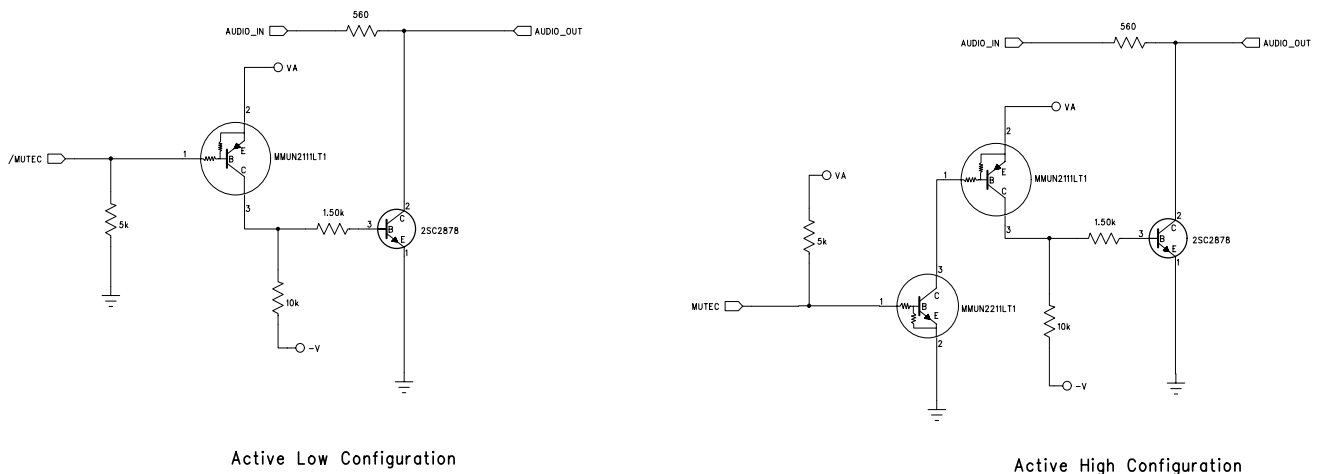 560
AUDIO_IN
AUDIO_OUT
VA
2
/MUTEC
1
E
B
C
MMUN2111LT1
3
5k
1.50k
3
2
C
B
E
1
2SC2878
10k
-V
Active Low Configuration
560
AUDIO_IN
AUDIO_OUT
VA
2
VA
1
E
B
C
MMUN2111LT1
3
5k
1.50k
3
2
C
B
E
1
2SC2878
3
MUTEC
1
C
B
E
MMUN2211LT1
2
10k
-V
Active High Configuration